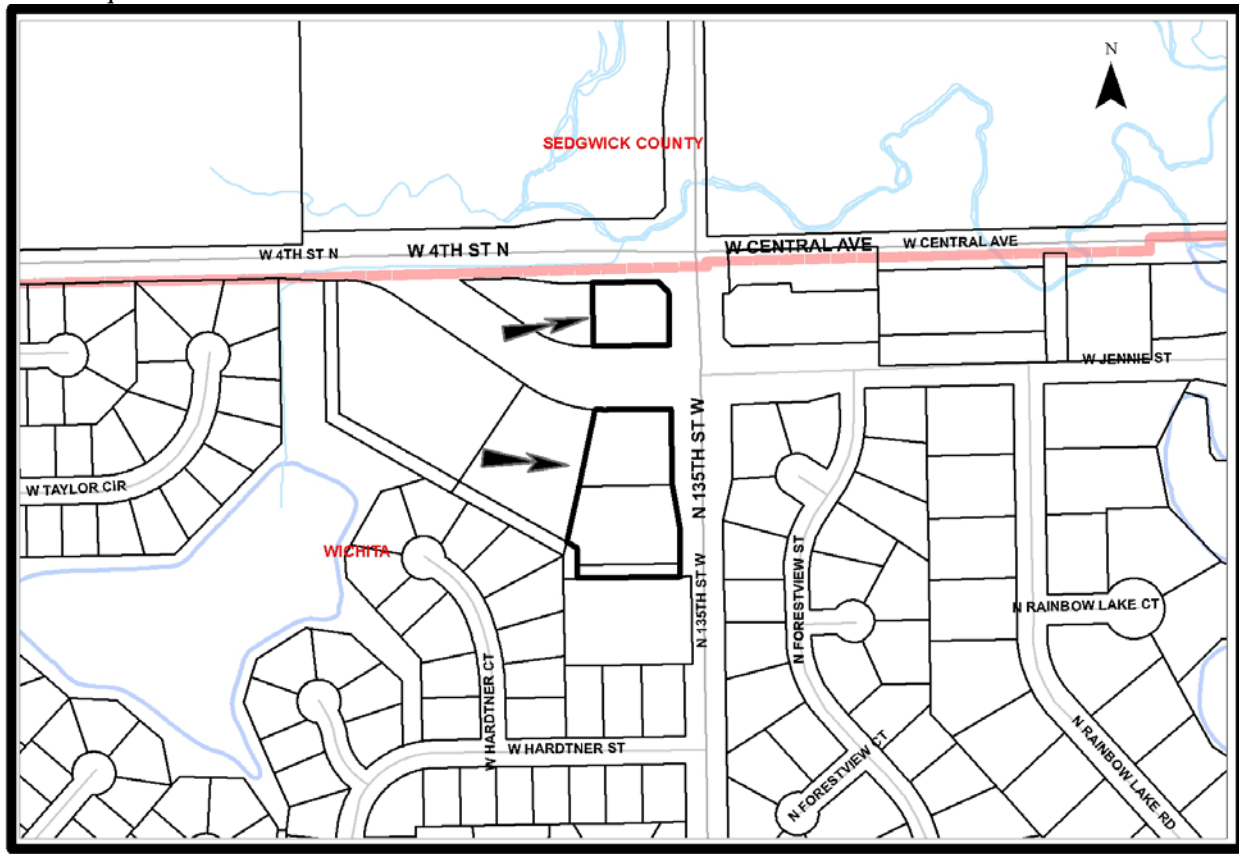 N
SEDGWICK COUNTY
W 4TH ST N
W 4TH ST N
W CENTRAL AVE
W CENTRAL AVE
W JENNIE ST
N 135TH ST W
W TAYLOR CIR
WICHITA
N 135TH ST W
N FORESTVIEW ST
N RAINBOW LAKE CT
W HARDTNER CT
W HARDTNER ST
N FORESTVIEW CT
N RAINBOW LAKE RD